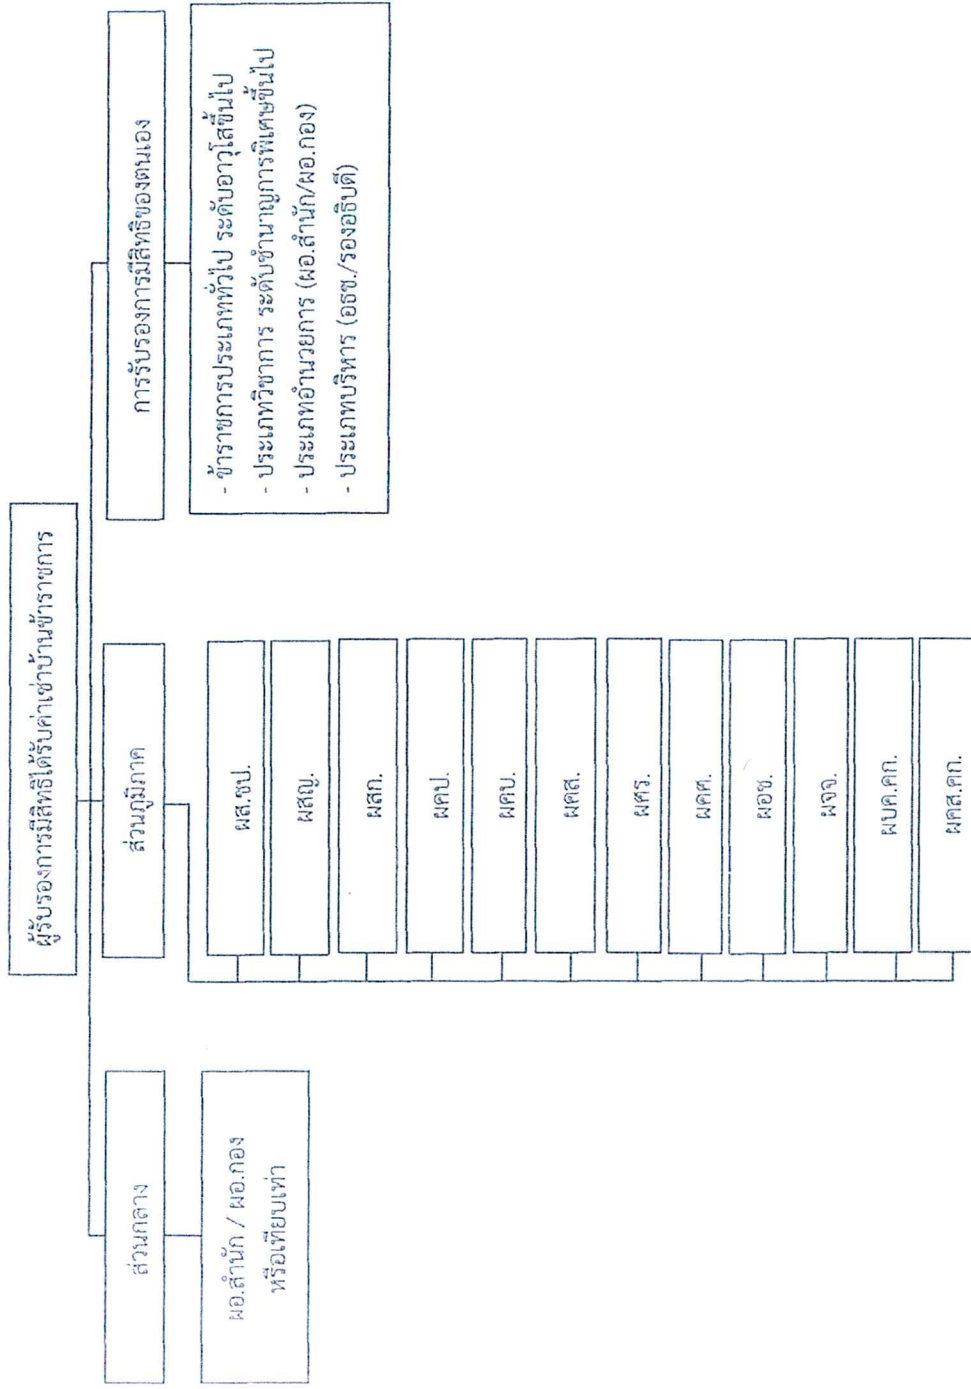 ผู้รับรองการมีสิทธิได้รับค่าเช่าบ้านข้าราชการ
ส่วนกลาง
ผอ.สำนัก / ผอ.กอง
หรือเทียบเท่า
ส่วนภูมิภาค
ผส.ชป.
ผสญ.
ผสก.
ผคป.
ผคบ.
ผคส.
ผศร.
ผคศ.
ผอช.
ผจจ.
ผบค.คก.
ผคส.คก.
การรับรองการมีสิทธิของตนเอง
- ข้าราชการประเภททั่วไป ระดับอาวุโสขึ้นไป
- ประเภทวิชาการ ระดับชำนาญการพิเศษขึ้นไป
- ประเภทอำนวยการ (ผอ.สำนัก/ผอ.กอง)
- ประเภทบริหาร (อธช./รองอธิบดี)